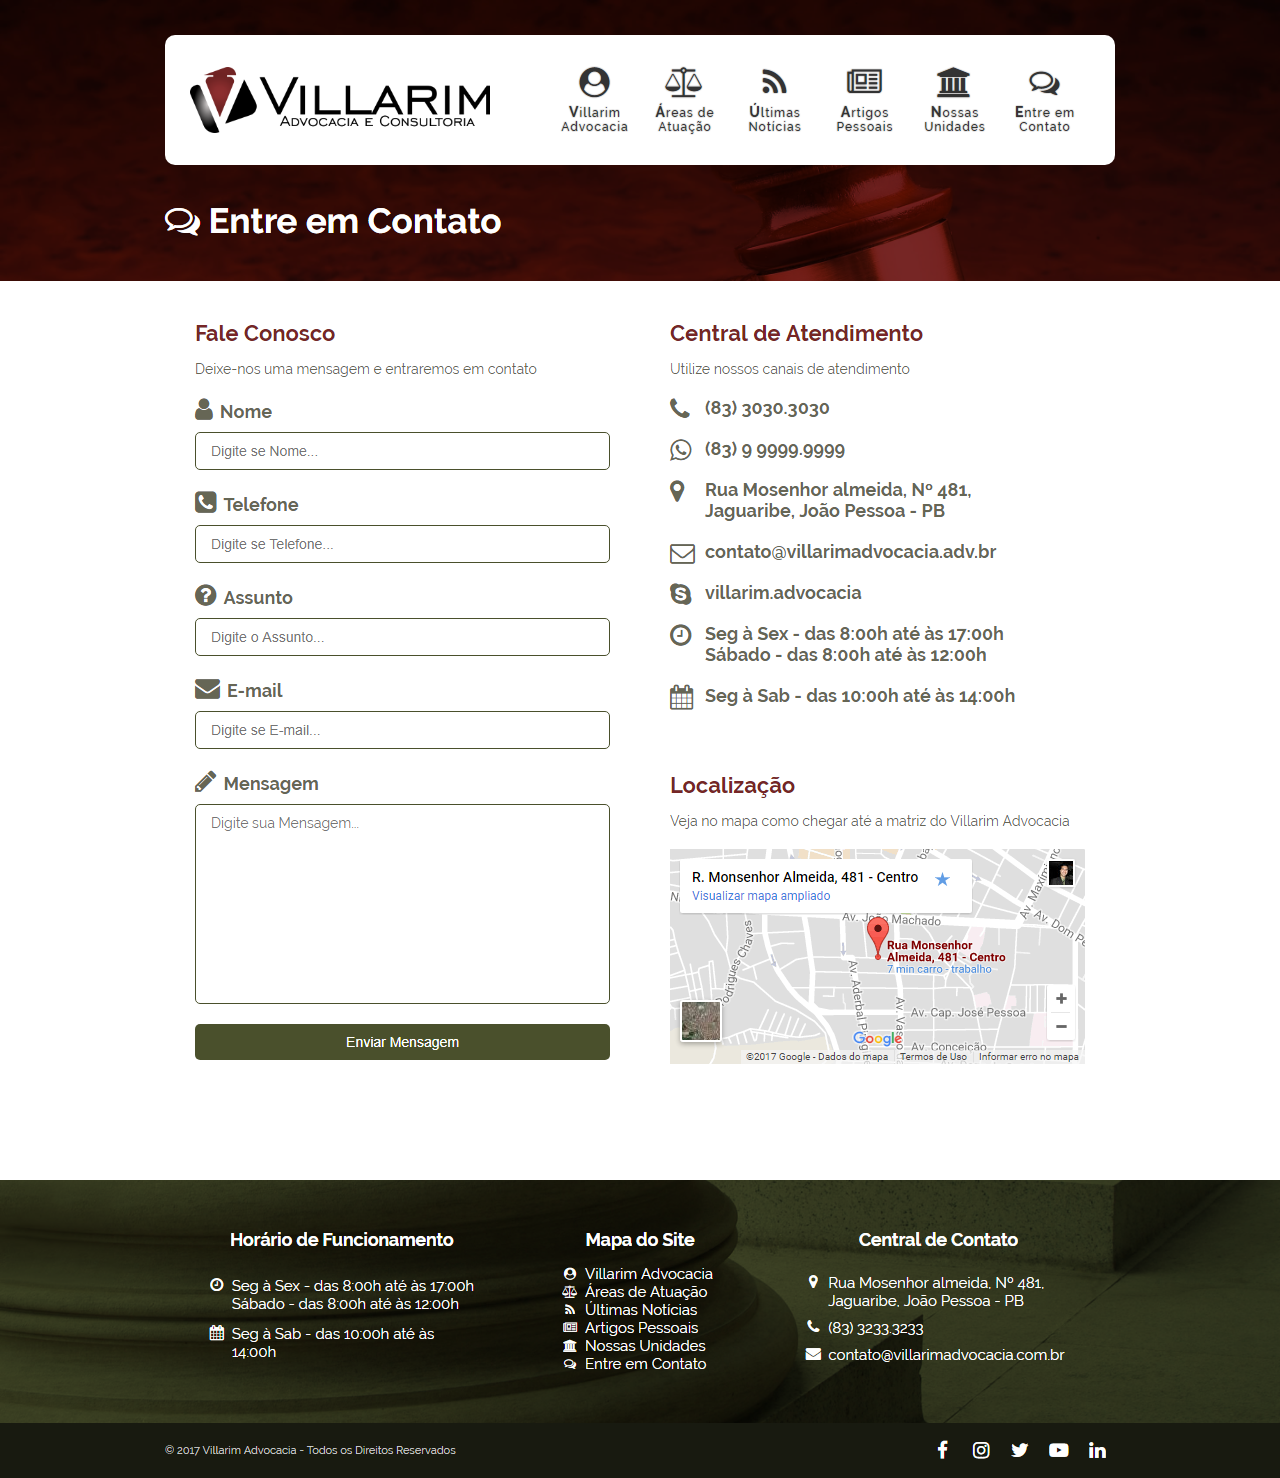 VILLARIM
ADVOCACIA E CONSULTORIA
Villarim
Advocacia
Áreas de
Atuação
Últimas
Notícias
Artigos
Pessoais
Nossas
Unidades
Entre em
Contato
Entre em Contato
Fale Conosco
Deixe-nos uma mensagem e entraremos em contato
Nome
Digite se Nome...
Telefone
Digite se Telefone...
Assunto
Digite o Assunto...
E-mail
Digite se E-mail...
Mensagem
Digite sua Mensagem...
Enviar Mensagem
Central de Atendimento
Utilize nossos canais de atendimento
(83) 3030.3030
(83) 9 9999.9999
Rua Mosenhor almeida, Nº 481,
Jaguaribe, João Pessoa - PB
contato@villarimadvocacia.adv.br
villarim.advocacia
Seg à Sex - das 8:00h até às 17:00h
Sábado - das 8:00h até às 12:00h
Seg à Sab - das 10:00h até às 14:00h
Localização
Veja no mapa como chegar até a matriz do Villarim Advocacia
R. Monsenhor Almeida, 481 - Centro
Visualizar mapa ampliado
Av. João Machado
Av. Dom Pe
Rua Monsenhor
Almeida, 481 - Centro
7 min carro - trabalho
Rodrigues Chaves
Av. Cap. José Pessoa
Av. Conceição
Google
©2017 Google - Dados do mapa
Termos de Uso
Informar erro no mapa
Horário de Funcionamento
Seg à Sex - das 8:00h até às 17:00h
Sábado - das 8:00h até às 12:00h
Seg à Sab - das 10:00h até às
14:00h
Mapa do Site
Villarim Advocacia
Áreas de Atuação
Últimas Notícias
Artigos Pessoais
Nossas Unidades
Entre em Contato
Central de Contato
Rua Mosenhor almeida, Nº 481,
Jaguaribe, João Pessoa - PB
(83) 3233.3233
contato@villarimadvocacia.com.br
© 2017 Villarim Advocacia - Todos os Direitos Reservados